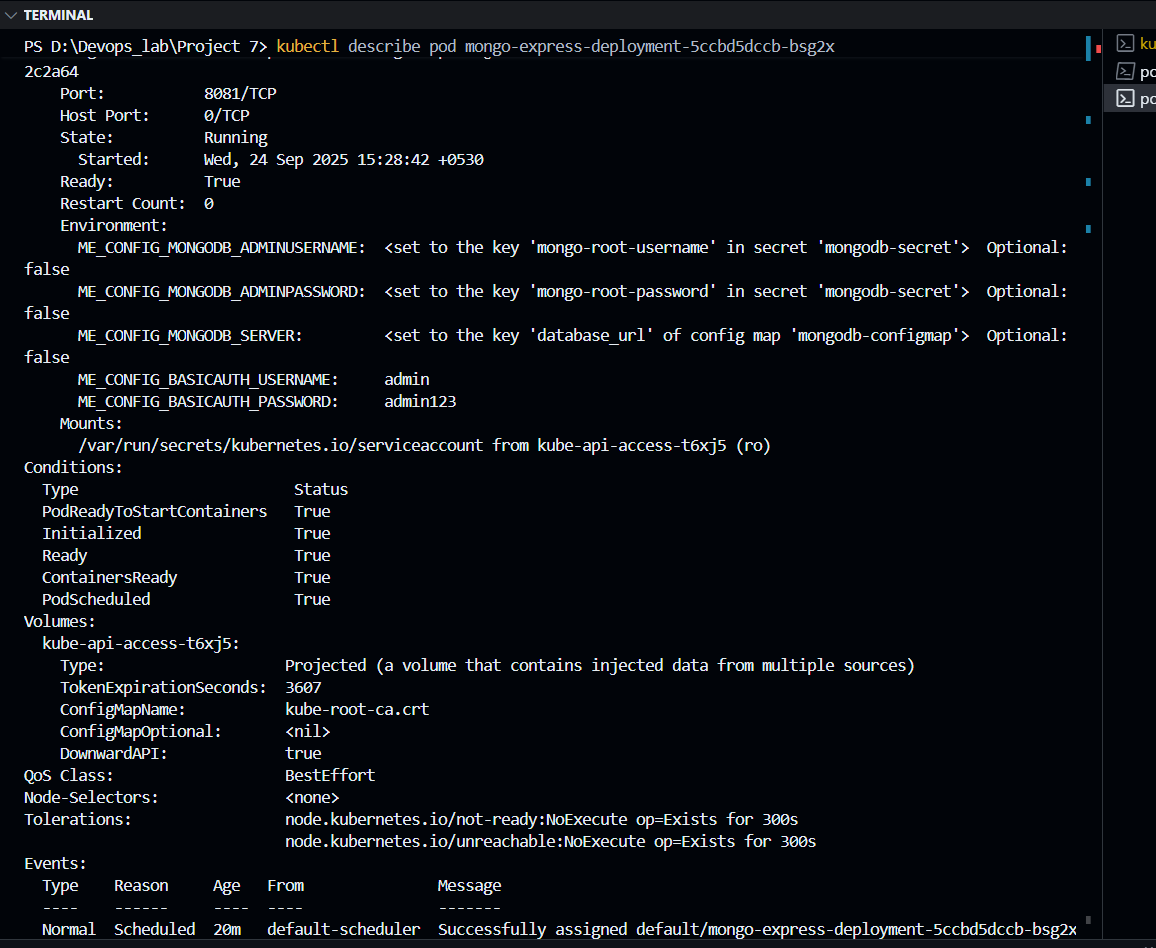 TERMINAL
PS D:\Devops_lab\Project 7> kubectl describe pod mongo-express-deployment-5ccbd5dccb-bsg2x
2c2a64
    Port:           8081/TCP
    Host Port:      0/TCP
    State:          Running
      Started:      Wed, 24 Sep 2025 15:28:42 +0530
    Ready:          True
    Restart Count:  0
    Environment:
      ME_CONFIG_MONGODB_ADMINUSERNAME:  <set to the key 'mongo-root-username' in secret 'mongodb-secret'>  Optional:
false
      ME_CONFIG_MONGODB_ADMINPASSWORD:  <set to the key 'mongo-root-password' in secret 'mongodb-secret'>  Optional:
false
      ME_CONFIG_MONGODB_SERVER:         <set to the key 'database_url' of config map 'mongodb-configmap'>  Optional:
false
      ME_CONFIG_BASICAUTH_USERNAME:     admin
      ME_CONFIG_BASICAUTH_PASSWORD:     admin123
    Mounts:
      /var/run/secrets/kubernetes.io/serviceaccount from kube-api-access-t6xj5 (ro)
Conditions:
  Type                        Status
  PodReadyToStartContainers   True
  Initialized                 True
  Ready                       True
  ContainersReady             True
  PodScheduled                True
Volumes:
  kube-api-access-t6xj5:
    Type:                    Projected (a volume that contains injected data from multiple sources)
    TokenExpirationSeconds:  3607
    ConfigMapName:           kube-root-ca.crt
    ConfigMapOptional:       <nil>
    DownwardAPI:             true
QoS Class:                   BestEffort
Node-Selectors:              <none>
Tolerations:                 node.kubernetes.io/not-ready:NoExecute op=Exists for 300s
                             node.kubernetes.io/unreachable:NoExecute op=Exists for 300s
Events:
  Type    Reason     Age   From               Message
  ----    ------     ----  ----               -------
  Normal  Scheduled  20m   default-scheduler  Successfully assigned default/mongo-express-deployment-5ccbd5dccb-bsg2x
ku
po
po